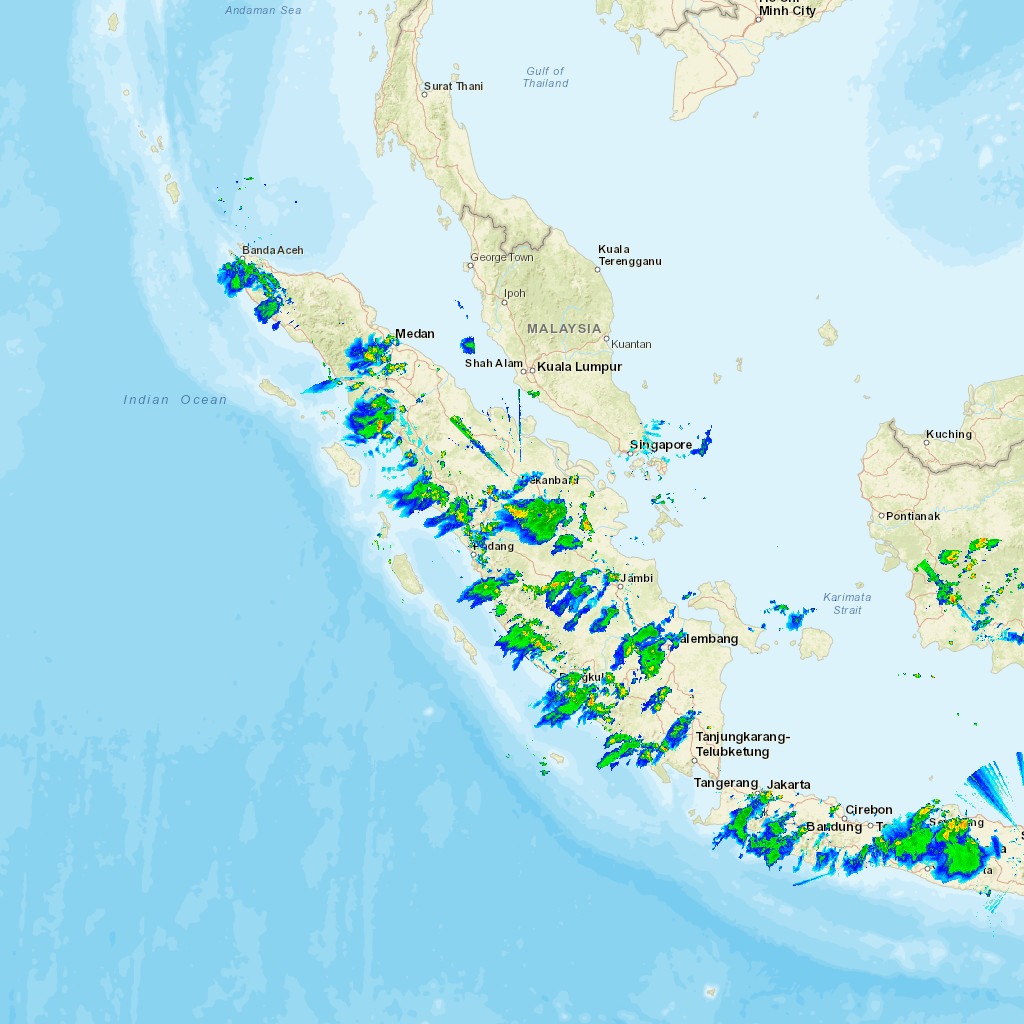 Andaman Sea
Minh City
Gulf of
Thailand
Surat Thani
Banda Aceh
George Town
Kuala
Terengganu
Ipoh
MALAYSIA
Medan
Kuantan
Shah Alam
Kuala Lumpur
Indian Ocean
Kuching
Singapore
Pontianak
Jambi
Karimata
Strait
Tanjungkarang-
Telubketung
Tangerang
Jakarta
Cirebon
Bandung